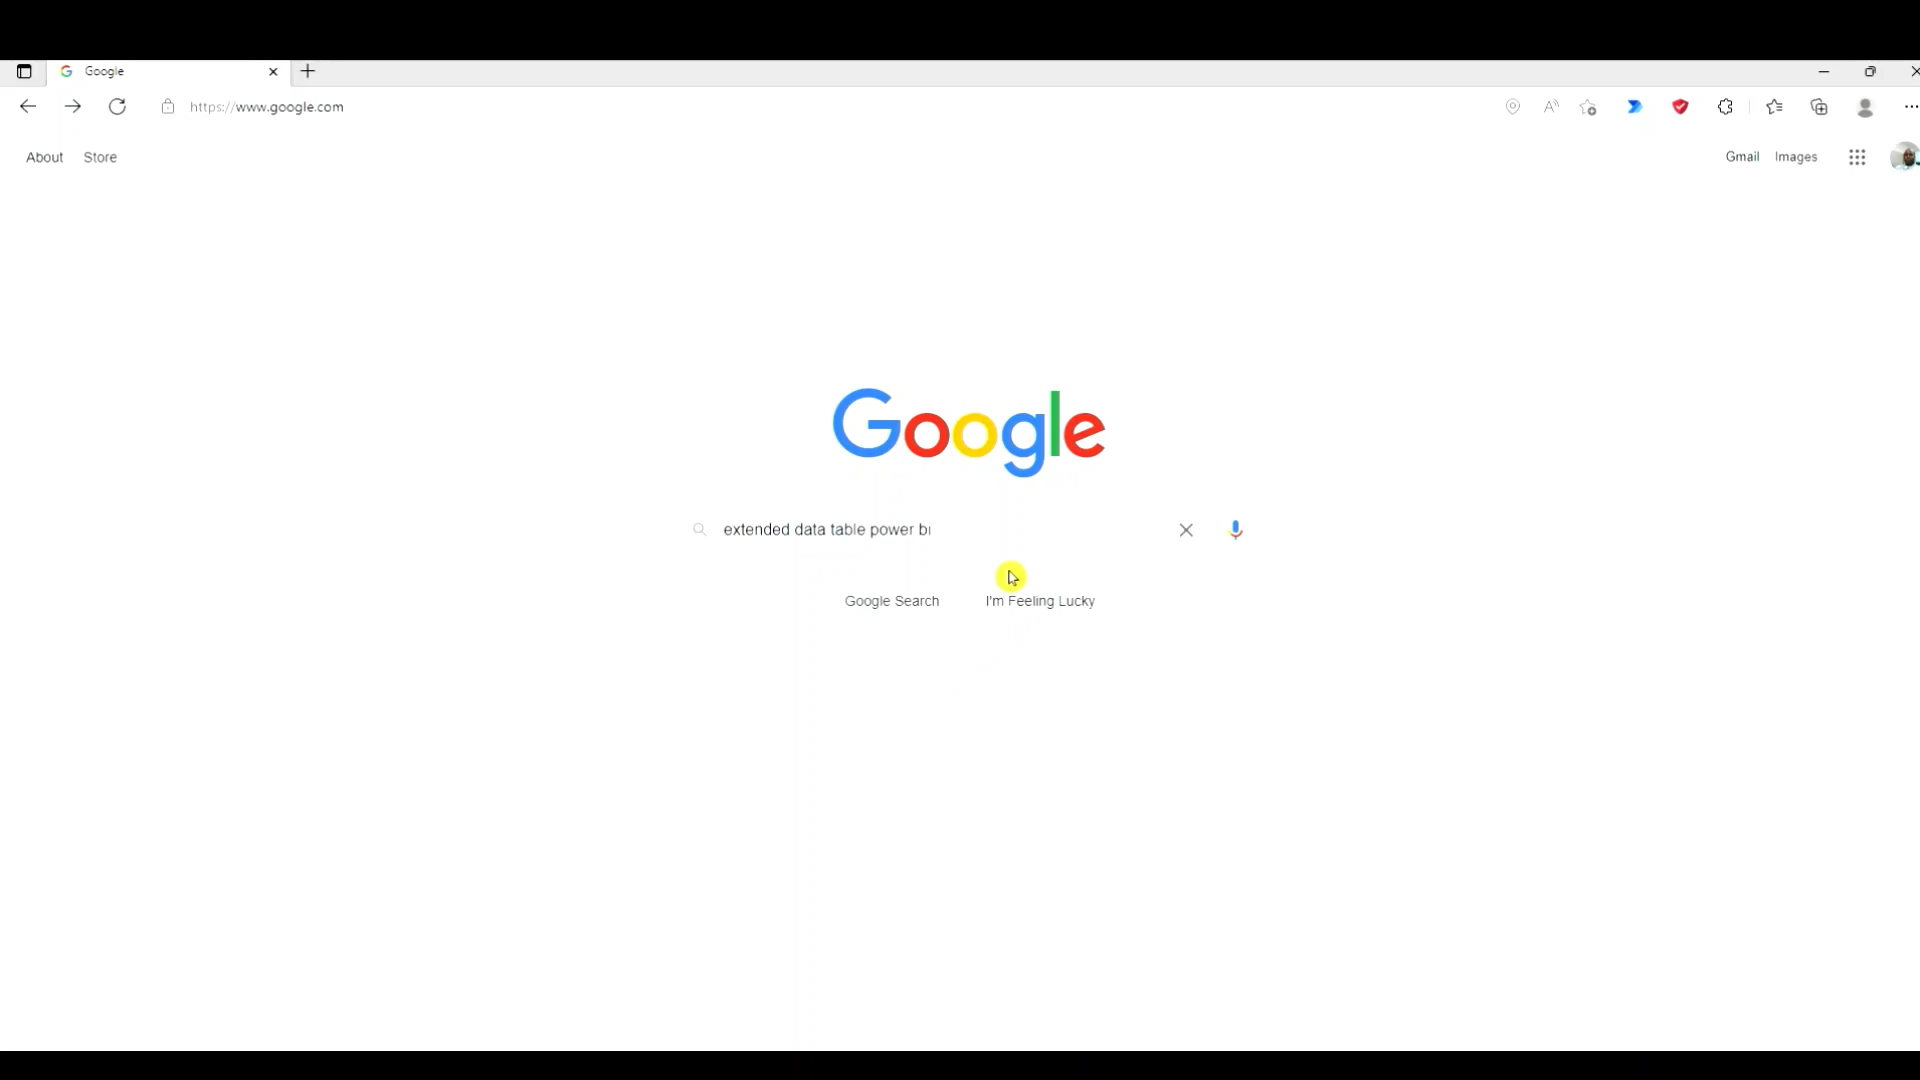 Google
https://www.google.com
About Store
Gmail Images
Google
extended data table power bi
Google Search I'm Feeling Lucky